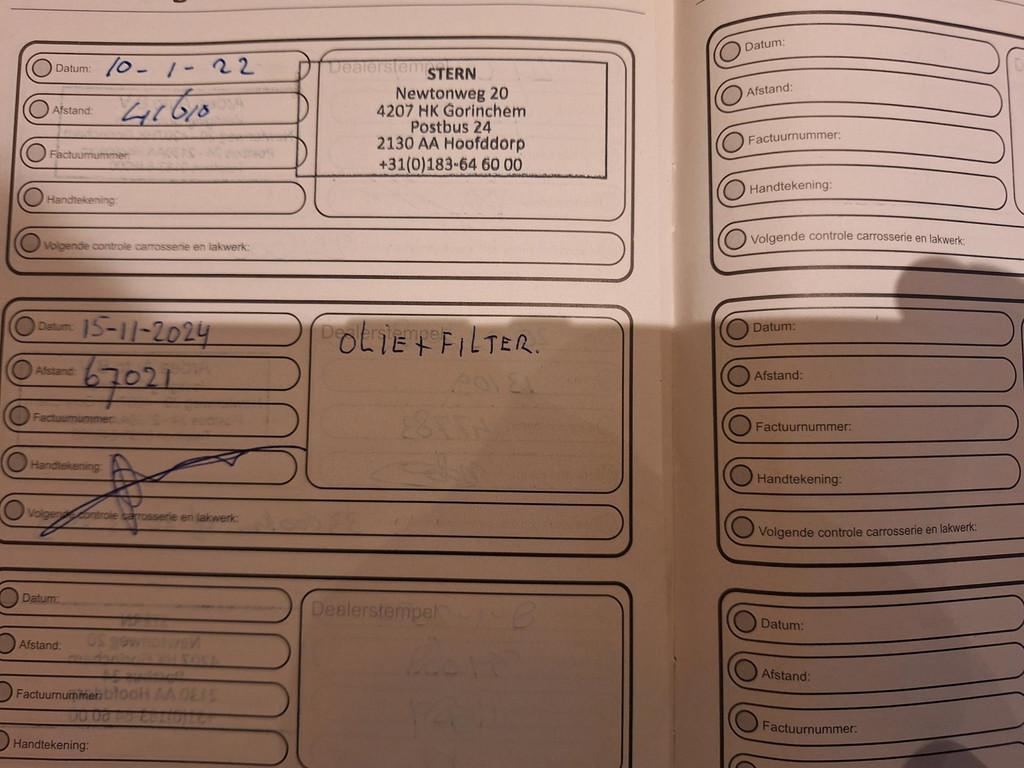 Datum: 10-1-22
Afstand: 41610
Factuurnummer:
Handtekening:
Volgende controle carrosserie en lakwerk:
Dealerstempel
STERN
Newtonweg 20
4207 HK Gorinchem
Postbus 24
2130 AA Hoofddorp
+31(0)183-64 60 00
Datum: 15-11-2024
Afstand: 67021
Factuurnummer:
Handtekening:
Volgende controle carrosserie en lakwerk:
Dealerstempel
OLIE + FILTER.
Datum:
Afstand:
Factuurnummer:
Handtekening:
Dealerstempel
Datum:
Afstand:
Factuurnummer:
Handtekening:
Volgende controle carrosserie en lakwerk:
Datum:
Afstand:
Factuurnummer:
Handtekening:
Volgende controle carrosserie en lakwerk:
Datum:
Afstand:
Factuurnummer: